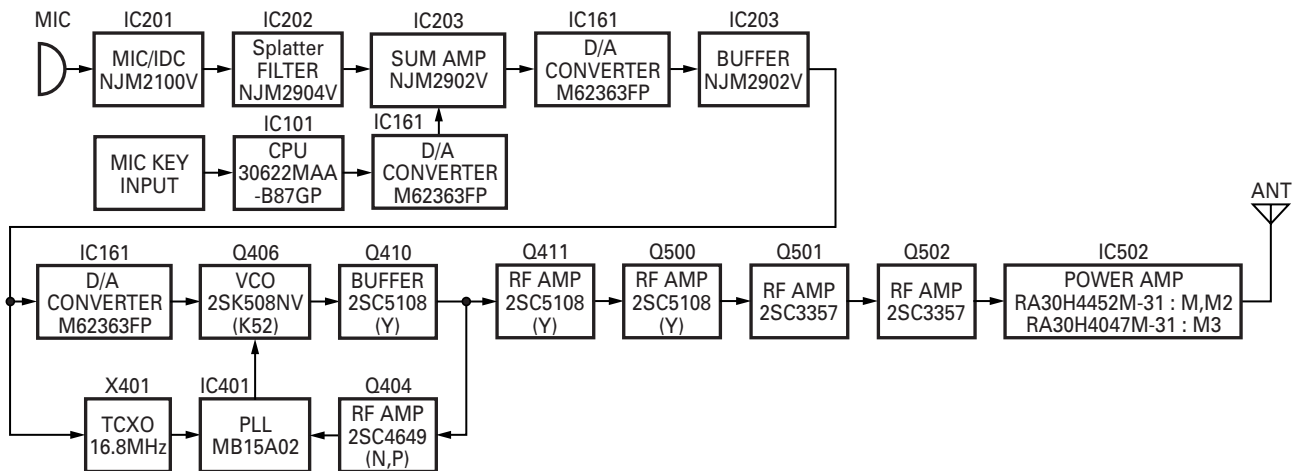 MIC
IC201
MIC/IDC
NJM2100V
IC202
Splatter
FILTER
NJM2904V
IC203
SUM AMP
NJM2902V
IC161
D/A
CONVERTER
M62363FP
IC203
BUFFER
NJM2902V
MIC KEY
INPUT
IC101
CPU
30622MAA
-B87GP
IC161
D/A
CONVERTER
M62363FP
ANT
IC161
D/A
CONVERTER
M62363FP
Q406
VCO
2SK508NV
(K52)
Q410
BUFFER
2SC5108
(Y)
Q411
RF AMP
2SC5108
(Y)
Q500
RF AMP
2SC5108
(Y)
Q501
RF AMP
2SC3357
Q502
RF AMP
2SC3357
IC502
POWER AMP
RA30H4452M-31 : M,M2
RA30H4047M-31 : M3
X401
TCXO
16.8MHz
IC401
PLL
MB15A02
Q404
RF AMP
2SC4649
(N,P)